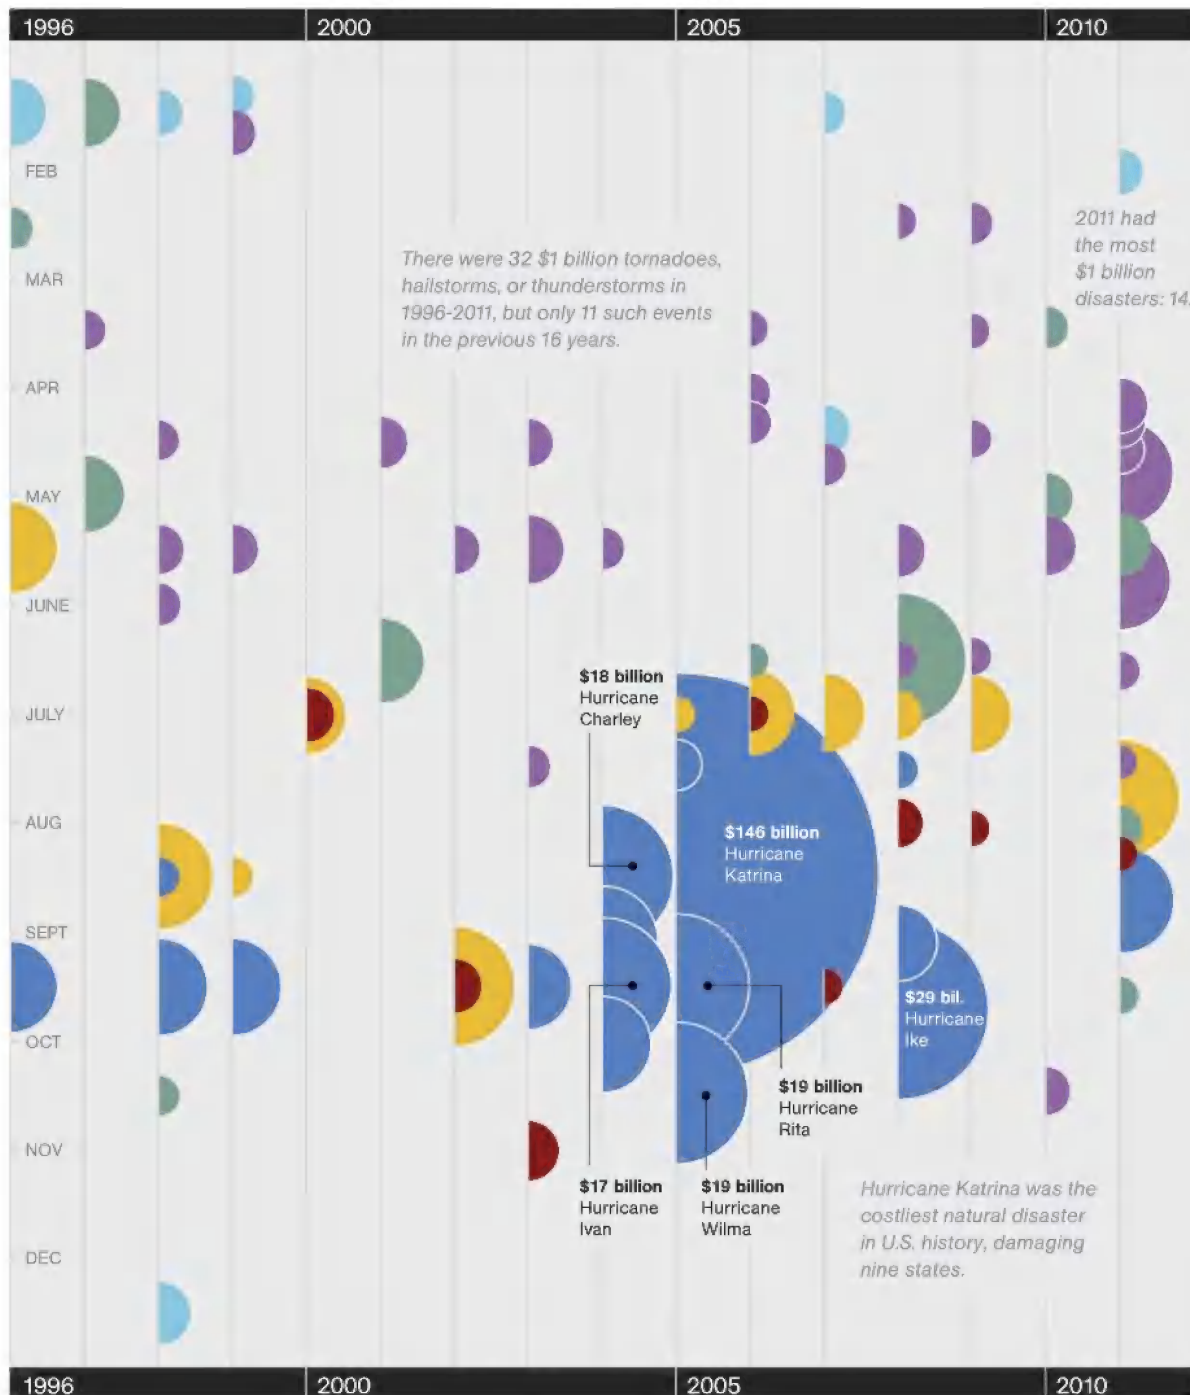 1996 2000 2005 2010
FEB
2011 had
the most
$1 billion
disasters: 14.
There were 32 $1 billion tornadoes,
hailstorms, or thunderstorms in
1996-2011, but only 11 such events
in the previous 16 years.
MAR
APR
MAY
JUNE
$18 billion
Hurricane
Charley
JULY
AUG
$146 billion
Hurricane
Katrina
SEPT
$29 bil.
Hurricane
Ike
OCT
$19 billion
Hurricane
Rita
NOV
$17 billion
Hurricane
Ivan
$19 billion
Hurricane
Wilma
Hurricane Katrina was the
costliest natural disaster
in U.S. history, damaging
nine states.
DEC
1996 2000 2005 2010